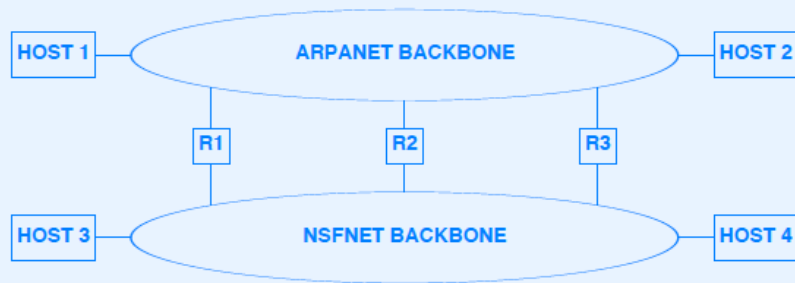 HOST 1
ARPANET BACKBONE
HOST 2
R1
R2
R3
HOST 3
NSFNET BACKBONE
HOST 4